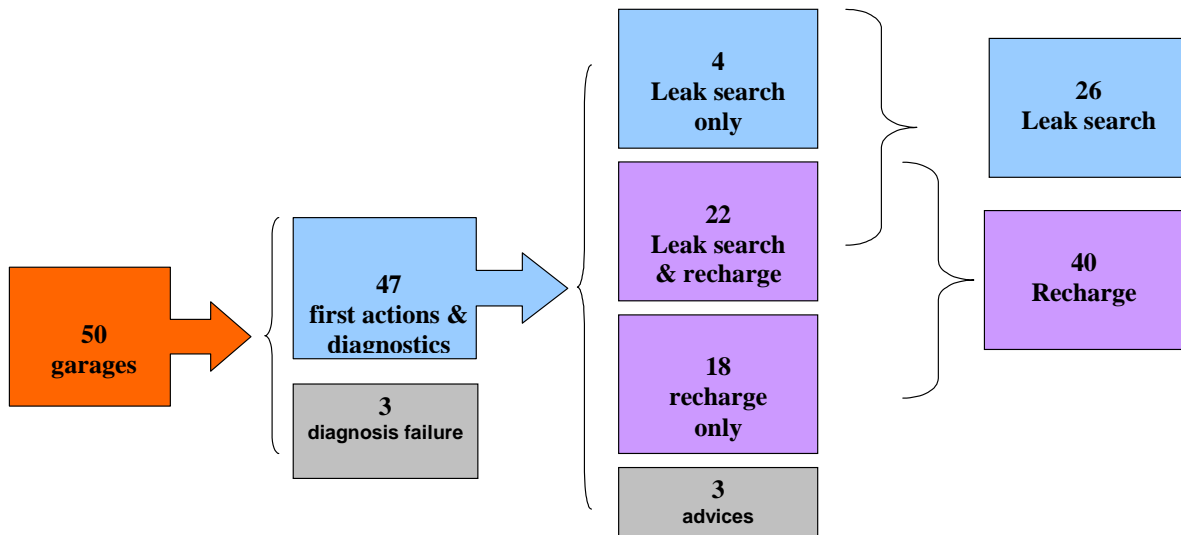 50
garages
47
first actions &
diagnostics
3
diagnosis failure
4
Leak search
only
22
Leak search
& recharge
18
recharge
only
3
advices
26
Leak search
40
Recharge